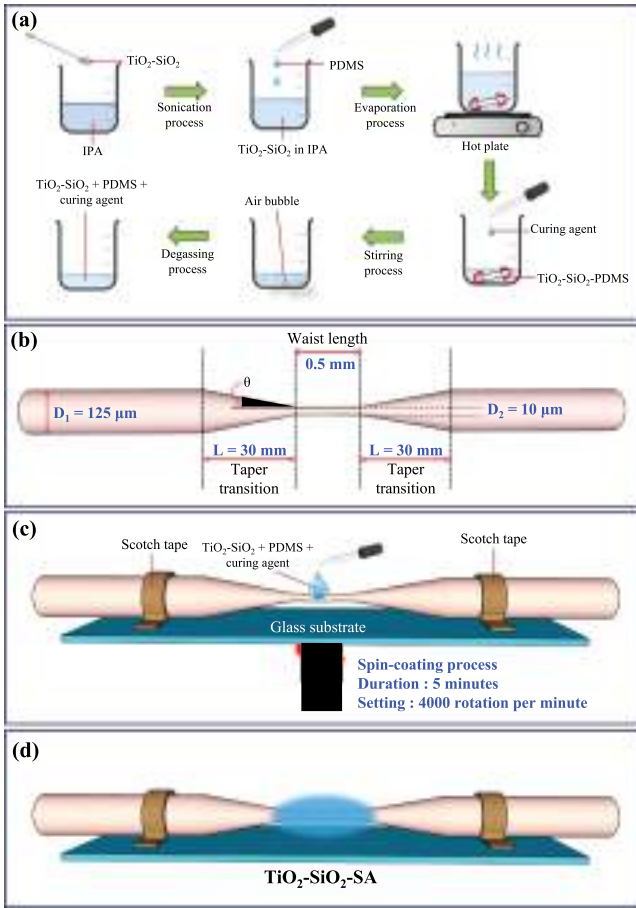 (a)
TiO₂-SiO₂
IPA
Sonication
process
PDMS
TiO₂-SiO₂ in IPA
Evaporation
process
Hot plate
Curing agent
TiO₂-SiO₂-PDMS
Stirring
process
Air bubble
Degassing
process
TiO₂-SiO₂ + PDMS +
curing agent
(b)
Waist length
0.5 mm
θ
D₁ = 125 μm
D₂ = 10 μm
L = 30 mm
Taper
transition
L = 30 mm
Taper
transition
(c)
Scotch tape
TiO₂-SiO₂ + PDMS +
curing agent
Scotch tape
Glass substrate
Spin-coating process
Duration : 5 minutes
Setting : 4000 rotation per minute
(d)
TiO₂-SiO₂-SA